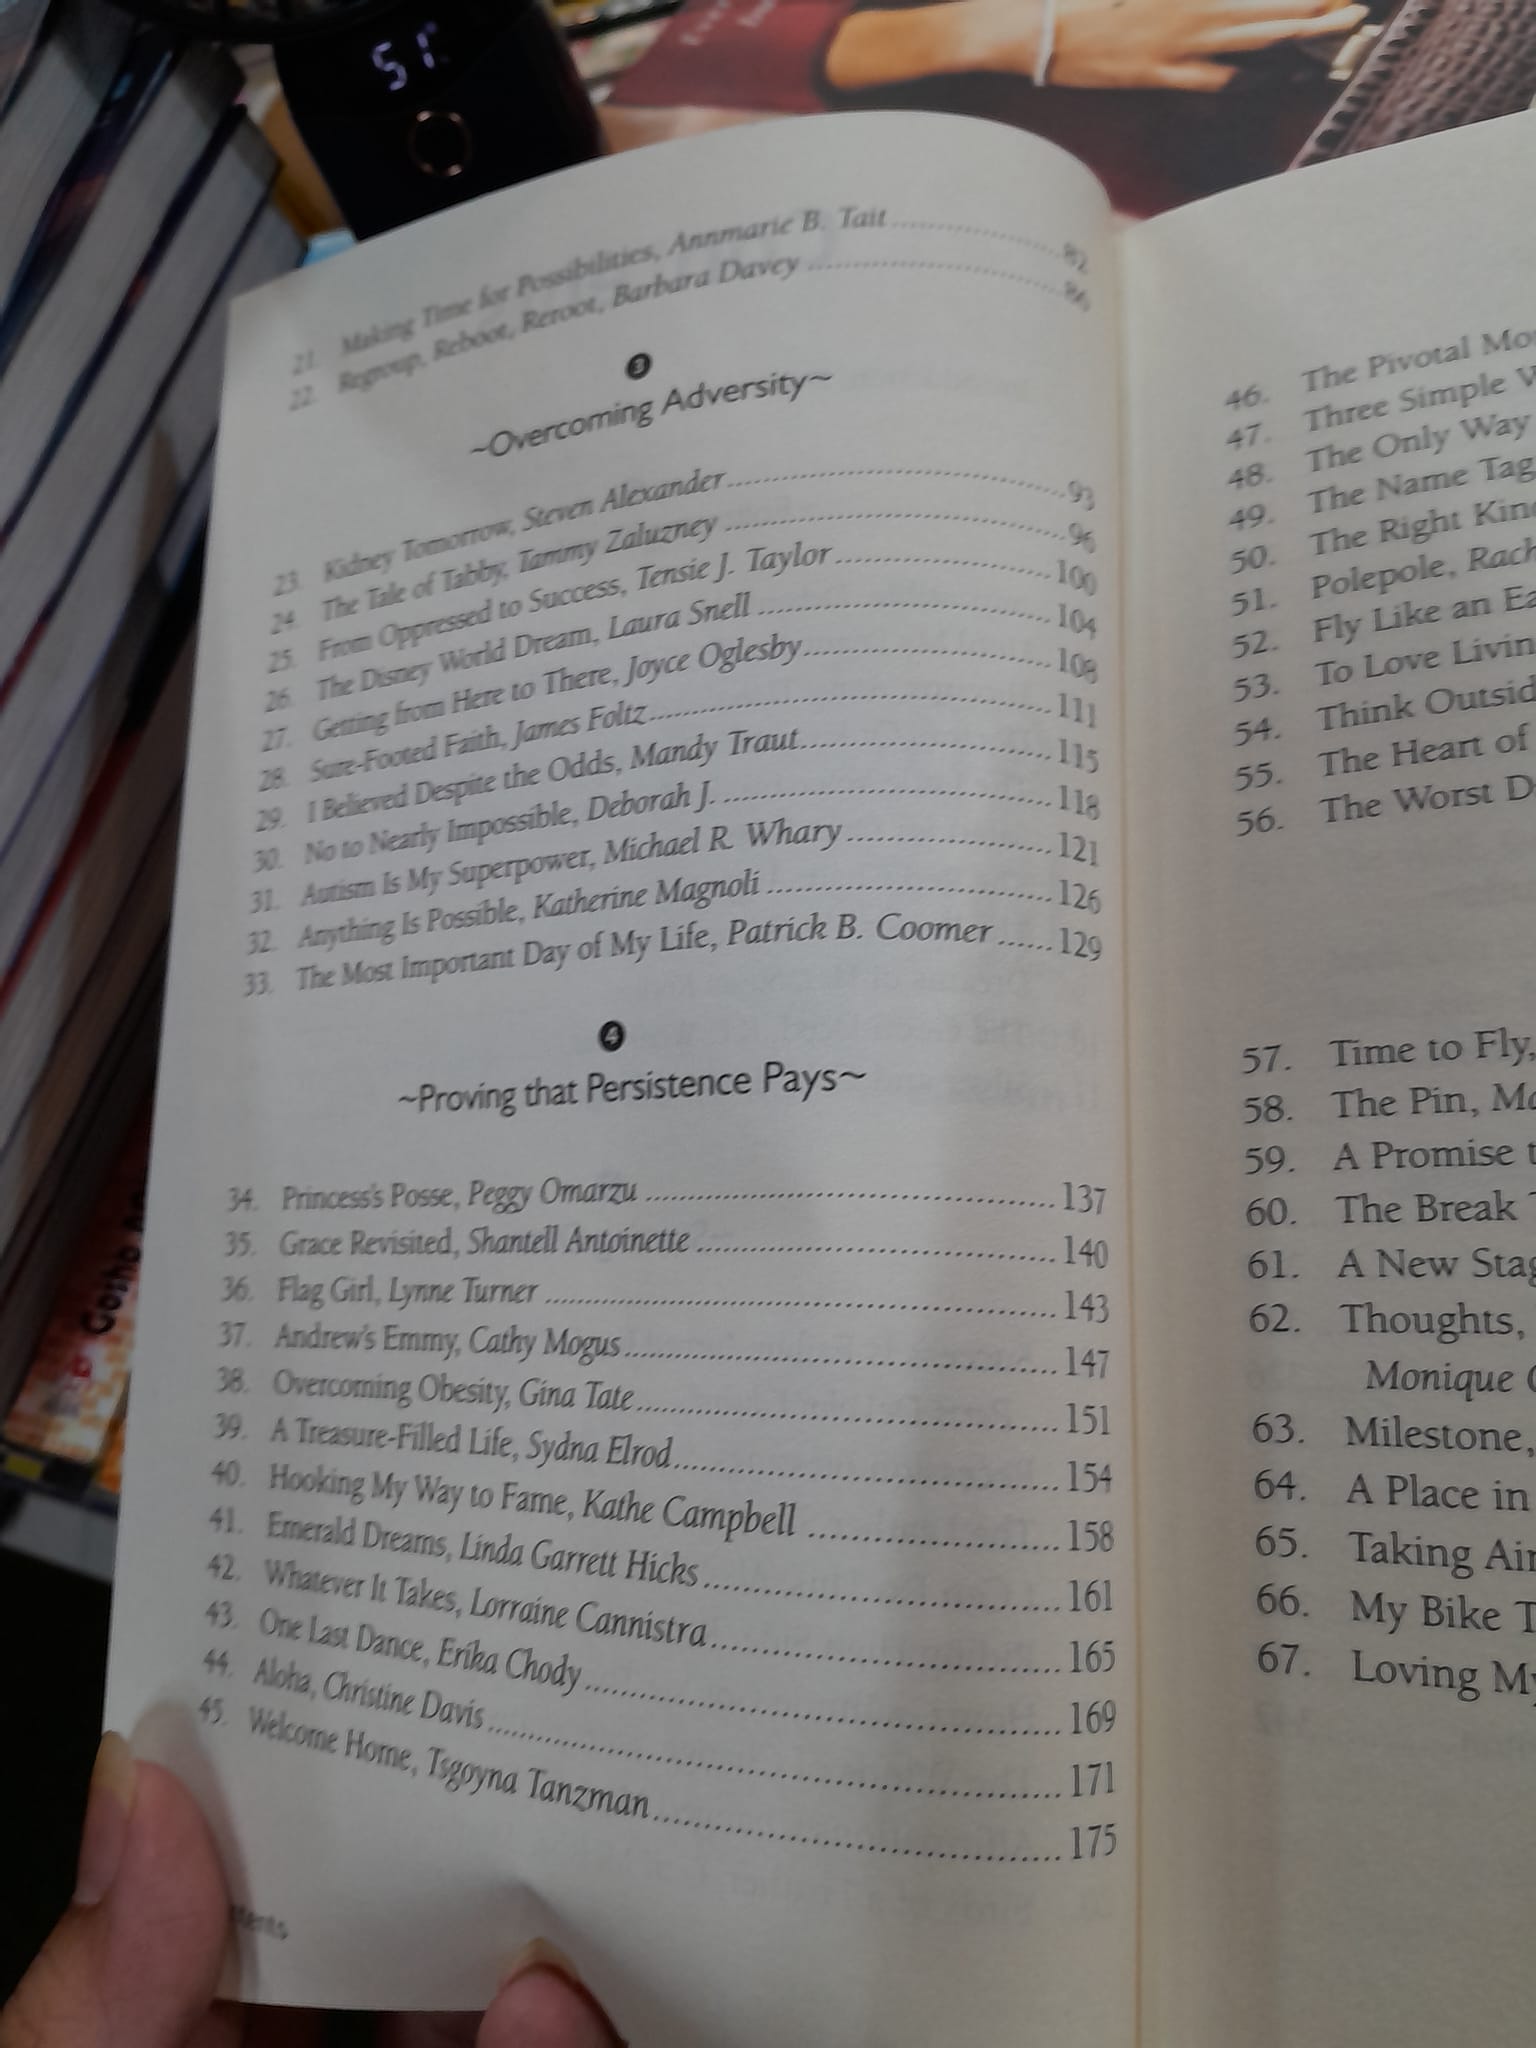 51
21. Making Time for Possibilities, Annmarie B. Tait 82
22. Regroup, Reboot, Reroot, Barbara Davey 86
3
~Overcoming Adversity~
23. Kidney Tomorrow, Steven Alexander 93
24. The Tale of Tabby, Tammy Zaluzney 96
25. From Oppressed to Success, Tensie J. Taylor 100
26. The Disney World Dream, Laura Snell 104
27. Getting from Here to There, Joyce Oglesby 108
28. Sure-Footed Faith, James Foltz 111
29. I Believed Despite the Odds, Mandy Traut 115
30. No to Nearly Impossible, Deborah J. 118
31. Autism Is My Superpower, Michael R. Whary 121
32. Anything Is Possible, Katherine Magnoli 126
33. The Most Important Day of My Life, Patrick B. Coomer 129
4
~Proving that Persistence Pays~
34. Princess's Posse, Peggy Omarzu 137
35. Grace Revisited, Shantell Antoinette 140
36. Flag Girl, Lynne Turner 143
37. Andrew's Emmy, Cathy Mogus 147
38. Overcoming Obesity, Gina Tate 151
39. A Treasure-Filled Life, Sydna Elrod 154
40. Hooking My Way to Fame, Kathe Campbell 158
41. Emerald Dreams, Linda Garrett Hicks 161
42. Whatever It Takes, Lorraine Cannistra 165
43. One Last Dance, Erika Chody 169
44. Aloha, Christine Davis 171
45. Welcome Home, Tsgoyna Tanzman 175
46. The Pivotal
47. Three Simple
48. The Only Way
49. The Name Tag
50. The Right
51. Polepole,
52. Fly Like an
53. To Love
54. Think
55. The Heart of
56. The Worst
57. Time to Fly,
58. The Pin,
59. A Promise
60. The Break
61. A New
62. Thoughts,
Monique
63. Milestone,
64. A Place in
65. Taking
66. My Bike
67. Loving